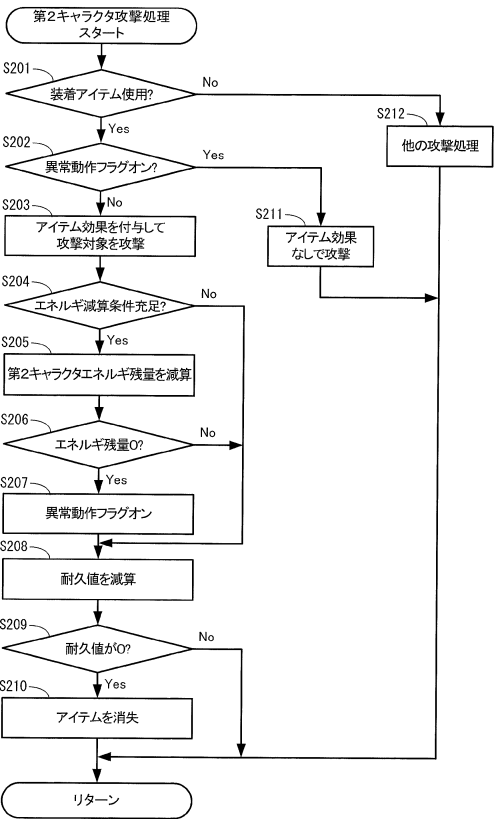 第2キャラクタ攻撃処理
スタート
S201
装着アイテム使用?
No
Yes
S212
他の攻撃処理
S202
異常動作フラグオン?
Yes
No
S203
アイテム効果を付与して
攻撃対象を攻撃
S211
アイテム効果
なしで攻撃
S204
エネルギ減算条件充足?
No
Yes
S205
第2キャラクタエネルギ残量を減算
S206
エネルギ残量0?
No
Yes
S207
異常動作フラグオン
S208
耐久値を減算
S209
耐久値が0?
No
Yes
S210
アイテムを消失
リターン